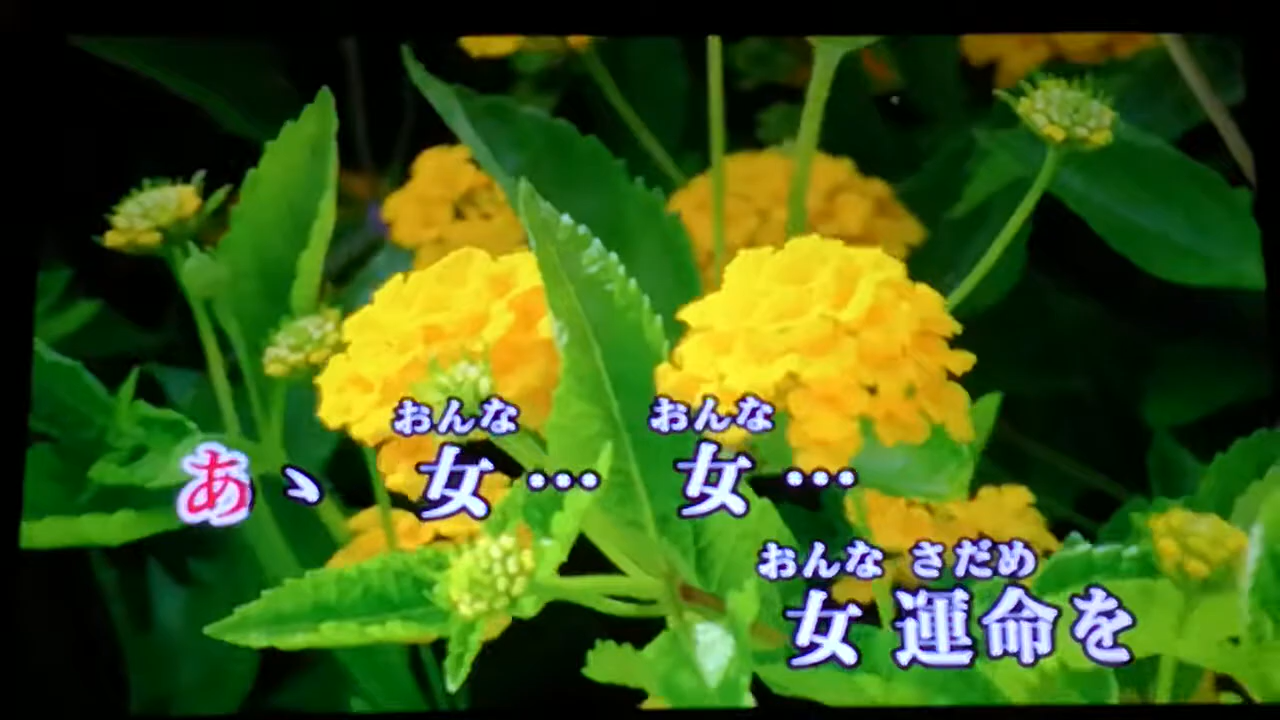 おんな おんな
あゝ 女… 女…
おんな さだめ
女 運命を